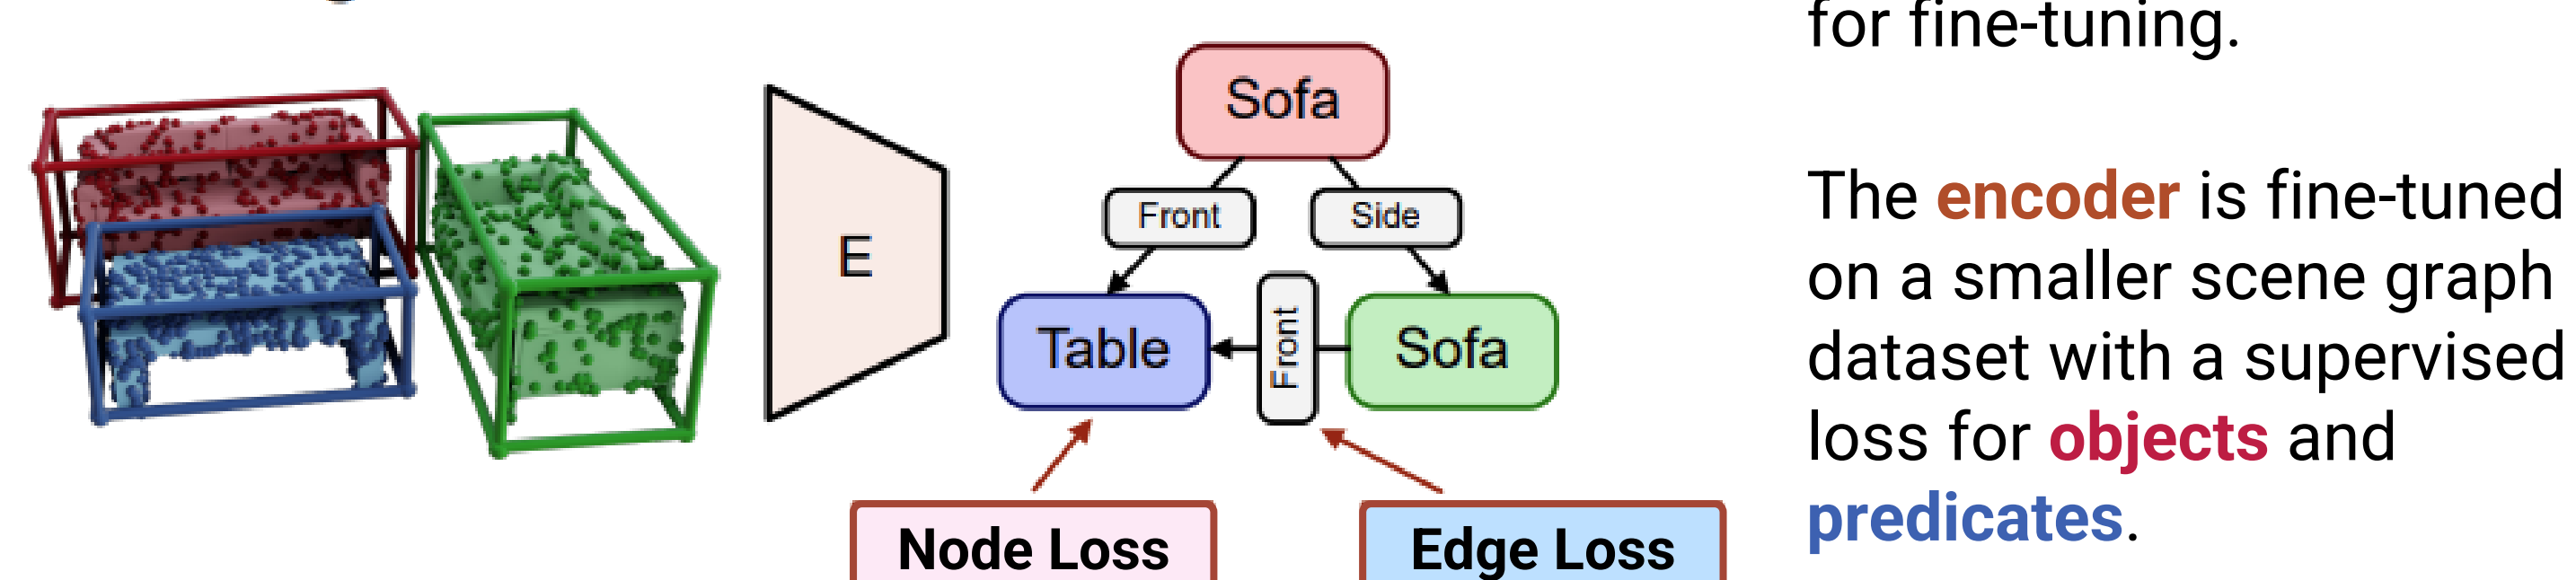 Sofa
Front
Side
E
Table
Front
Sofa
Node Loss
Edge Loss
for fine-tuning.
The encoder is fine-tuned
on a smaller scene graph
dataset with a supervised
loss for objects and
predicates.